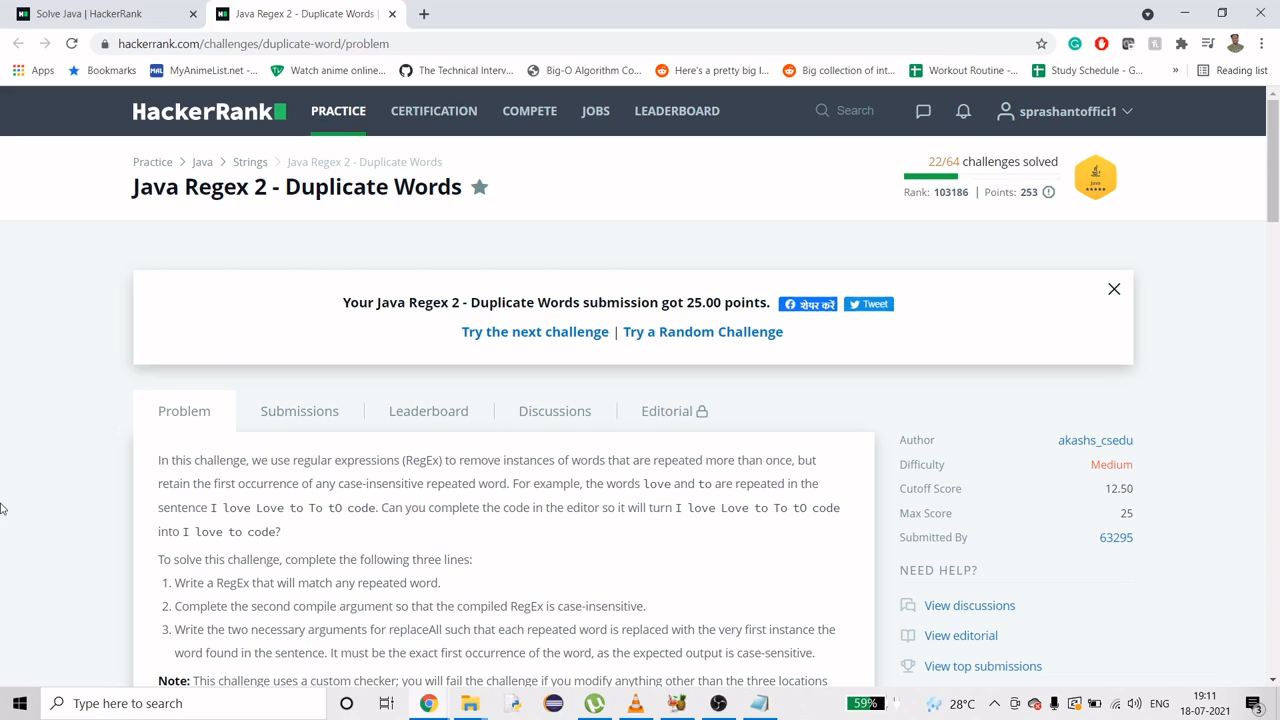 Solve Java | HackerRank
Java Regex 2 - Duplicate Words |
hackerrank.com/challenges/duplicate-word/problem
Apps Bookmarks MyAnimeList.net -... Watch anime online... The Technical Interv... Big-O Algorithm Co... Here's a pretty big l... Big collection of int... Workout Routine -... Study Schedule - G... » Reading list
HackerRank PRACTICE CERTIFICATION COMPETE JOBS LEADERBOARD Search sprashantoffici1
Practice > Java > Strings > Java Regex 2 - Duplicate Words
Java Regex 2 - Duplicate Words
22/64 challenges solved
Rank: 103186 | Points: 253
Java
Your Java Regex 2 - Duplicate Words submission got 25.00 points. शेयर करें Tweet
Try the next challenge | Try a Random Challenge
Problem Submissions Leaderboard Discussions Editorial
In this challenge, we use regular expressions (RegEx) to remove instances of words that are repeated more than once, but
retain the first occurrence of any case-insensitive repeated word. For example, the words love and to are repeated in the
sentence I love Love to To tO code. Can you complete the code in the editor so it will turn I love Love to To tO code
into I love to code?
To solve this challenge, complete the following three lines:
1. Write a RegEx that will match any repeated word.
2. Complete the second compile argument so that the compiled RegEx is case-insensitive.
3. Write the two necessary arguments for replaceAll such that each repeated word is replaced with the very first instance the
word found in the sentence. It must be the exact first occurrence of the word, as the expected output is case-sensitive.
Note: This challenge uses a custom checker; you will fail the challenge if you modify anything other than the three locations
Author akashs_csedu
Difficulty Medium
Cutoff Score 12.50
Max Score 25
Submitted By 63295
NEED HELP?
View discussions
View editorial
View top submissions
Type here to search
59% 28°C ENG
19:11
18-07-2021
3